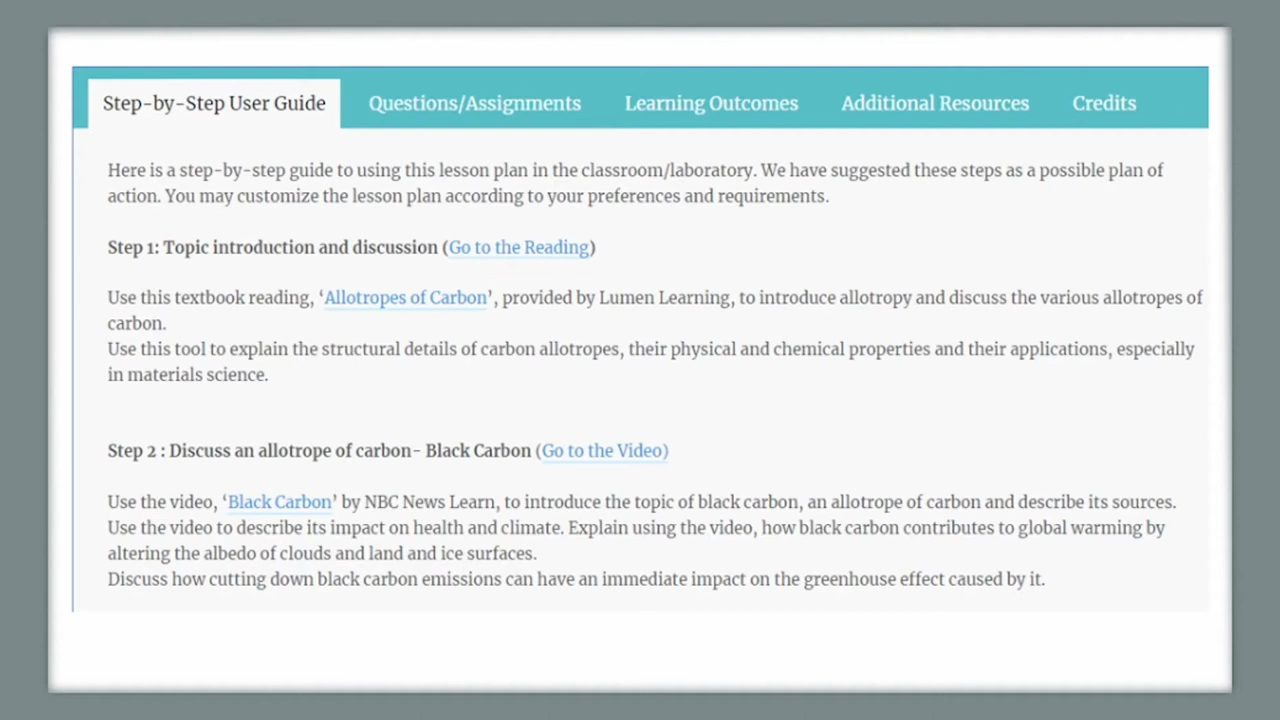 Step-by-Step User Guide
Questions/Assignments
Learning Outcomes
Additional Resources
Credits
Here is a step-by-step guide to using this lesson plan in the classroom/laboratory. We have suggested these steps as a possible plan of
action. You may customize the lesson plan according to your preferences and requirements.
Step 1: Topic introduction and discussion (Go to the Reading)
Use this textbook reading, ‘Allotropes of Carbon’, provided by Lumen Learning, to introduce allotropy and discuss the various allotropes of
carbon.
Use this tool to explain the structural details of carbon allotropes, their physical and chemical properties and their applications, especially
in materials science.
Step 2 : Discuss an allotrope of carbon- Black Carbon (Go to the Video)
Use the video, ‘Black Carbon’ by NBC News Learn, to introduce the topic of black carbon, an allotrope of carbon and describe its sources.
Use the video to describe its impact on health and climate. Explain using the video, how black carbon contributes to global warming by
altering the albedo of clouds and land and ice surfaces.
Discuss how cutting down black carbon emissions can have an immediate impact on the greenhouse effect caused by it.